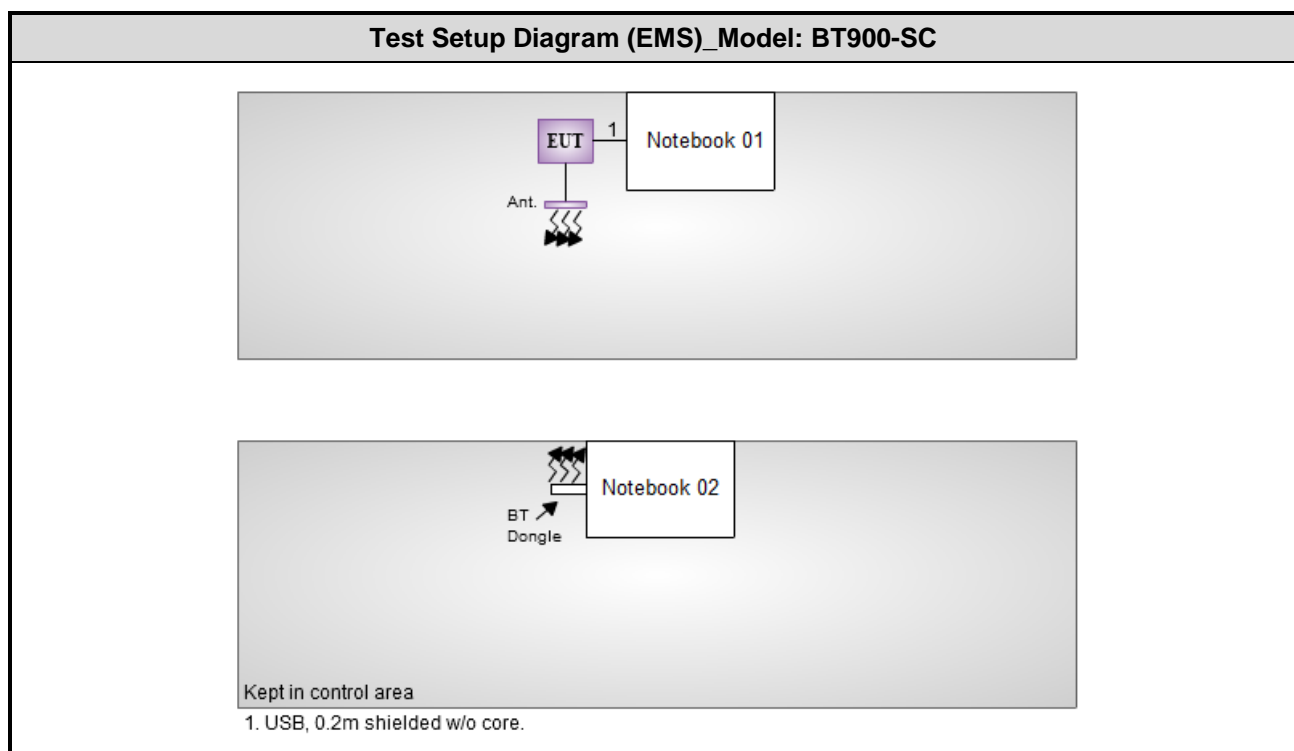 Test Setup Diagram (EMS)_Model: BT900-SC
EUT
1
Notebook 01
Ant.
Notebook 02
BT
Dongle
Kept in control area
1. USB, 0.2m shielded w/o core.